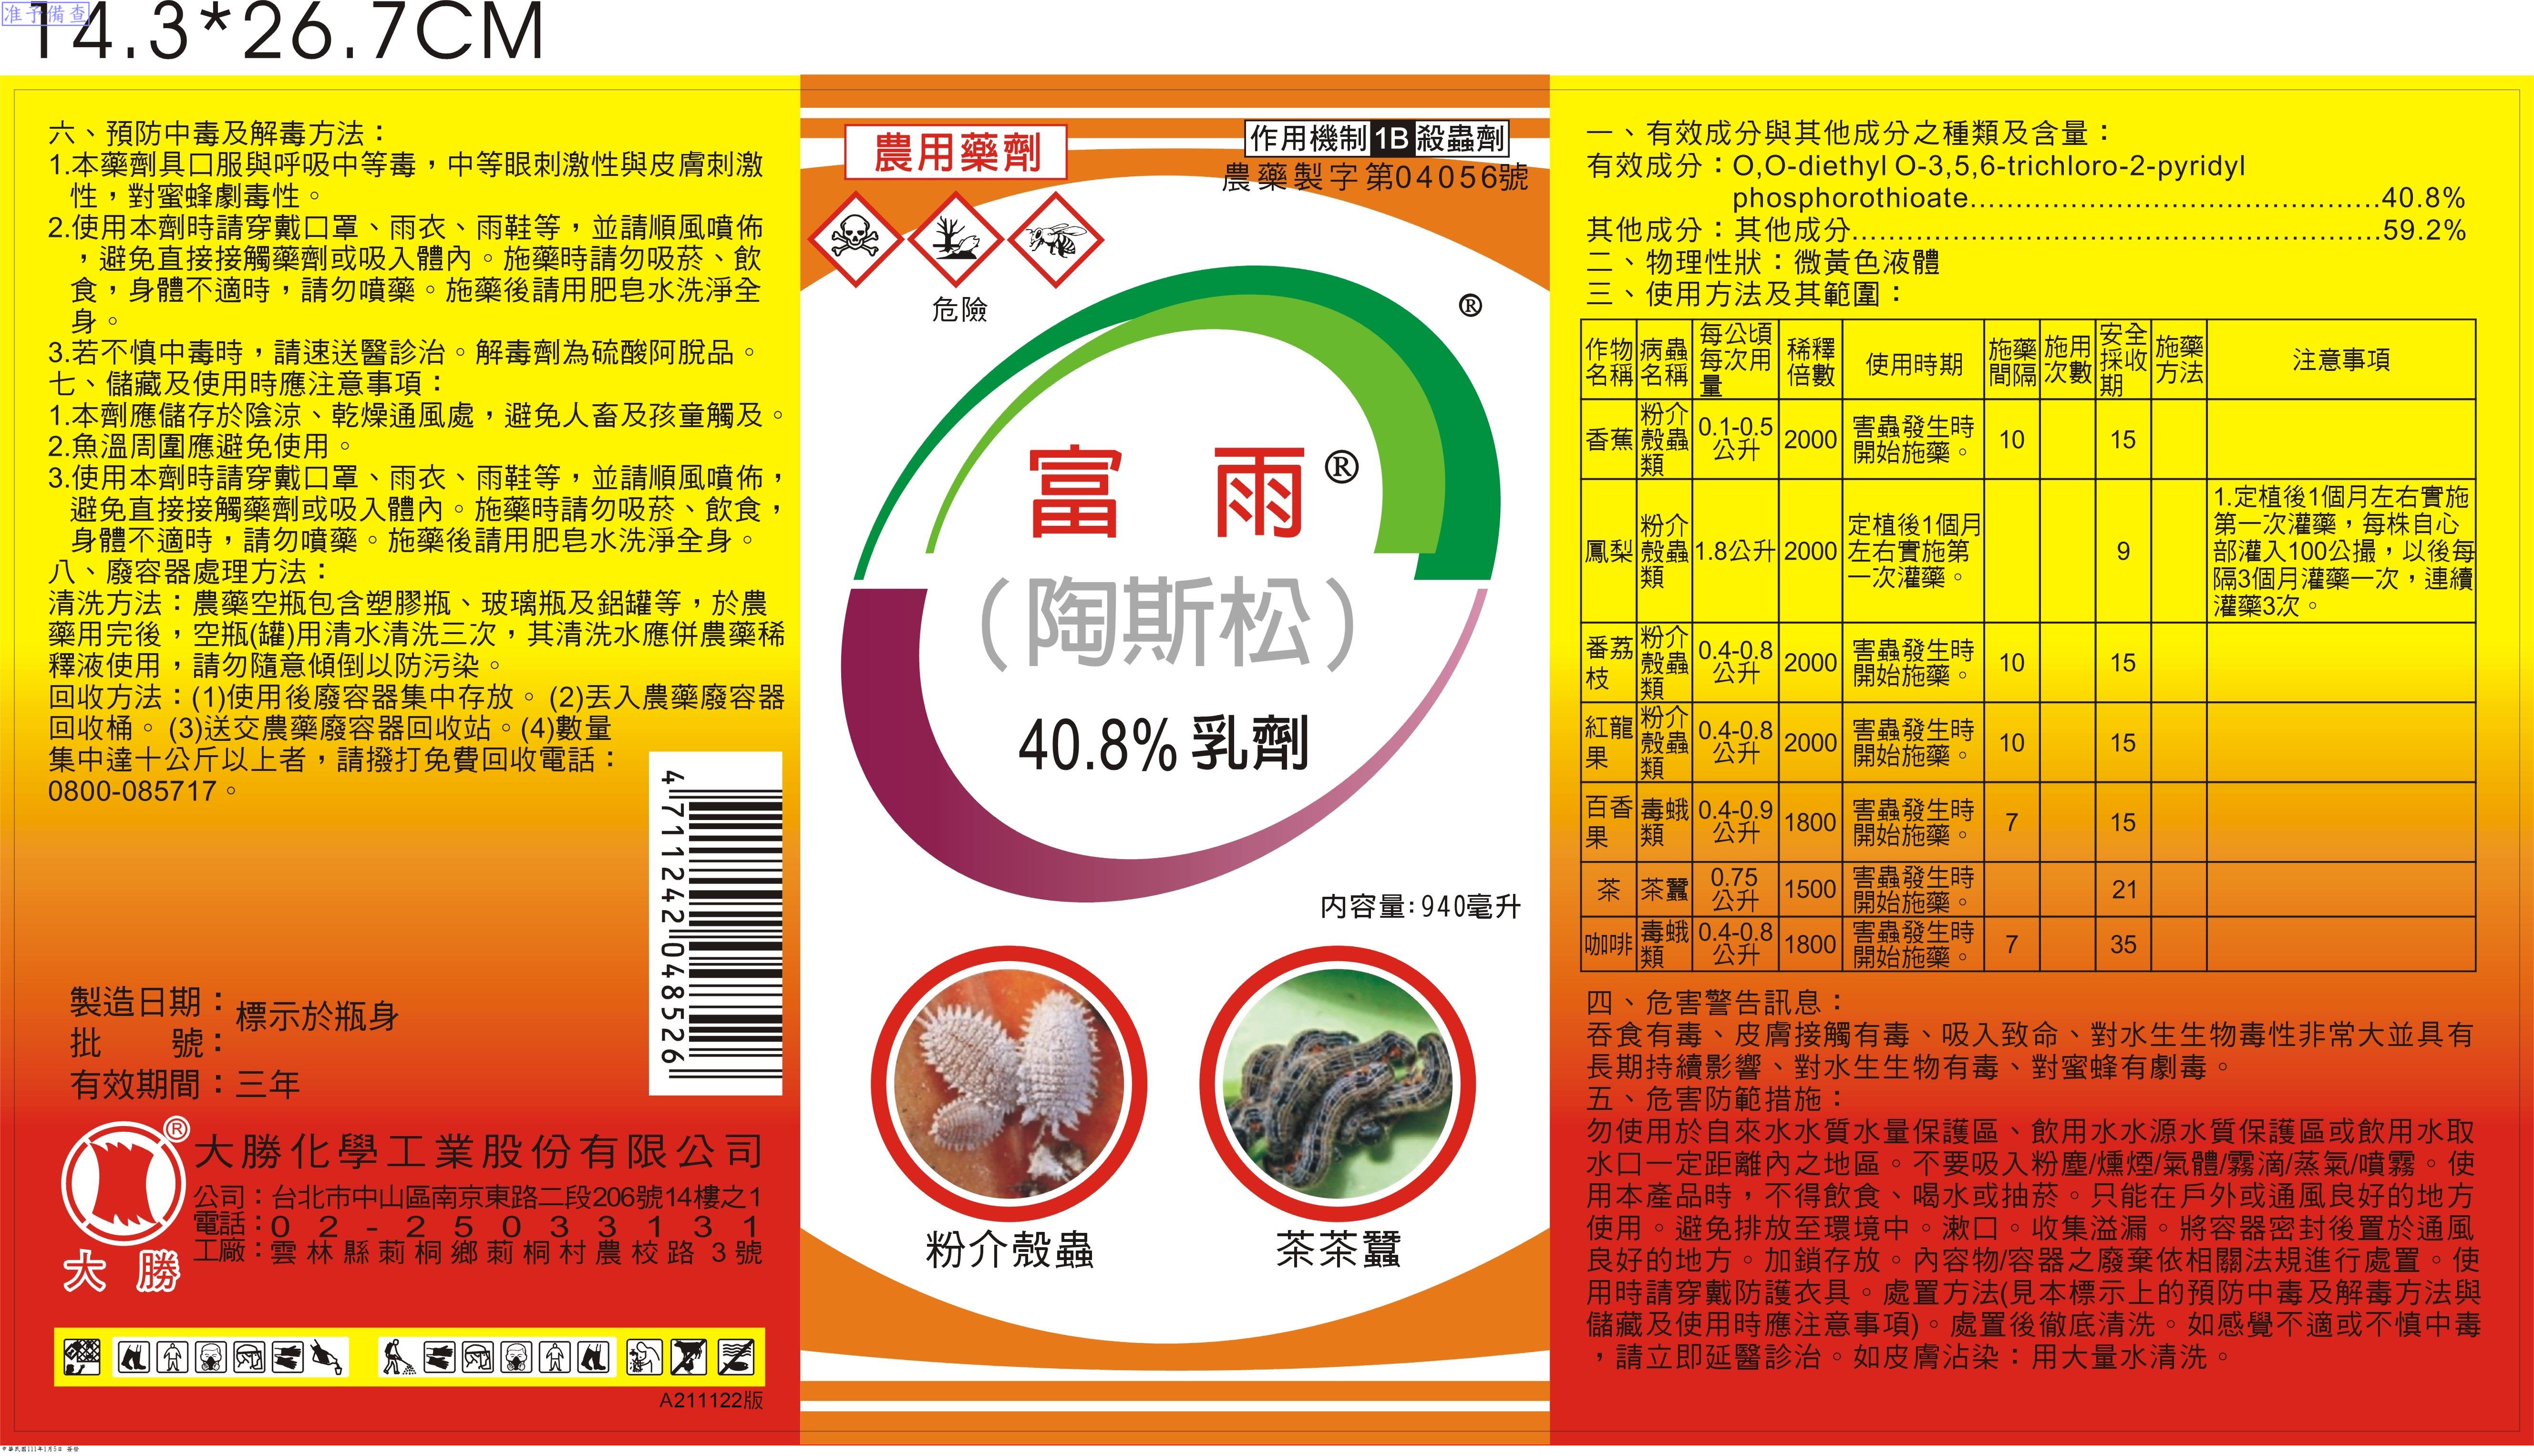 准予備查
14.3*26.7CM
六、預防中毒及解毒方法：
1.本藥劑具口服與呼吸中等毒，中等眼刺激性與皮膚刺激
性，對蜜蜂劇毒性。
2.使用本劑時請穿戴口罩、雨衣、雨鞋等，並請順風噴佈
，避免直接接觸藥劑或吸入體內。施藥時請勿吸菸、飲
食，身體不適時，請勿噴藥。施藥後請用肥皂水洗淨全
身。
3.若不慎中毒時，請速送醫診治。解毒劑為硫酸阿脫品。
七、儲藏及使用時應注意事項：
1.本劑應儲存於陰涼、乾燥通風處，避免人畜及孩童觸及。
2.魚溫周圍應避免使用。
3.使用本劑時請穿戴口罩、雨衣、雨鞋等，並請順風噴佈，
避免直接接觸藥劑或吸入體內。施藥時請勿吸菸、飲食，
身體不適時，請勿噴藥。施藥後請用肥皂水洗淨全身。
八、廢容器處理方法：
清洗方法：農藥空瓶包含塑膠瓶、玻璃瓶及鋁罐等，於農
藥用完後，空瓶(罐)用清水清洗三次，其清洗水應併農藥稀
釋液使用，請勿隨意傾倒以防污染。
回收方法：(1)使用後廢容器集中存放。 (2)丟入農藥廢容器
回收桶。 (3)送交農藥廢容器回收站。(4)數量
集中達十公斤以上者，請撥打免費回收電話：
0800-085717。
4711242048526
製造日期：標示於瓶身
批 號：
有效期間：三年
®
大勝
大勝化學工業股份有限公司
公司：台北市中山區南京東路二段206號14樓之1
電話：02-25033131
工廠：雲林縣莿桐鄉莿桐村農校路3號
A211122版
農用藥劑
作用機制 1B 殺蟲劑
農藥製字第04056號
危險
®
富雨®
（陶斯松）
40.8% 乳劑
內容量:940毫升
粉介殼蟲
茶茶蠶
一、有效成分與其他成分之種類及含量：
有效成分：O,O-diethyl O-3,5,6-trichloro-2-pyridyl
phosphorothioate............................................40.8%
其他成分：其他成分.........................................................59.2%
二、物理性狀：微黃色液體
三、使用方法及其範圍：
作物名稱 病蟲名稱 每公頃每次用量 稀釋倍數 使用時期 施藥間隔 施用次數 安全採收期 施藥方法 注意事項
香蕉 粉介殼蟲類 0.1-0.5公升 2000 害蟲發生時開始施藥。 10 15
鳳梨 粉介殼蟲類 1.8公升 2000 定植後1個月左右實施第一次灌藥。 9 1.定植後1個月左右實施第一次灌藥，每株自心部灌入100公撮，以後每隔3個月灌藥一次，連續灌藥3次。
番荔枝 粉介殼蟲類 0.4-0.8公升 2000 害蟲發生時開始施藥。 10 15
紅龍果 粉介殼蟲類 0.4-0.8公升 2000 害蟲發生時開始施藥。 10 15
百香果 毒蛾類 0.4-0.9公升 1800 害蟲發生時開始施藥。 7 15
茶 茶蠶 0.75公升 1500 害蟲發生時開始施藥。 21
咖啡 毒蛾類 0.4-0.8公升 1800 害蟲發生時開始施藥。 7 35
四、危害警告訊息：
吞食有毒、皮膚接觸有毒、吸入致命、對水生生物毒性非常大並具有
長期持續影響、對水生生物有毒、對蜜蜂有劇毒。
五、危害防範措施：
勿使用於自來水水質水量保護區、飲用水水源水質保護區或飲用水取
水口一定距離內之地區。不要吸入粉塵/燻煙/氣體/霧滴/蒸氣/噴霧。使
用本產品時，不得飲食、喝水或抽菸。只能在戶外或通風良好的地方
使用。避免排放至環境中。漱口。收集溢漏。將容器密封後置於通風
良好的地方。加鎖存放。內容物/容器之廢棄依相關法規進行處置。使
用時請穿戴防護衣具。處置方法(見本標示上的預防中毒及解毒方法與
儲藏及使用時應注意事項)。處置後徹底清洗。如感覺不適或不慎中毒
，請立即延醫診治。如皮膚沾染：用大量水清洗。
中華民國111年1月5日